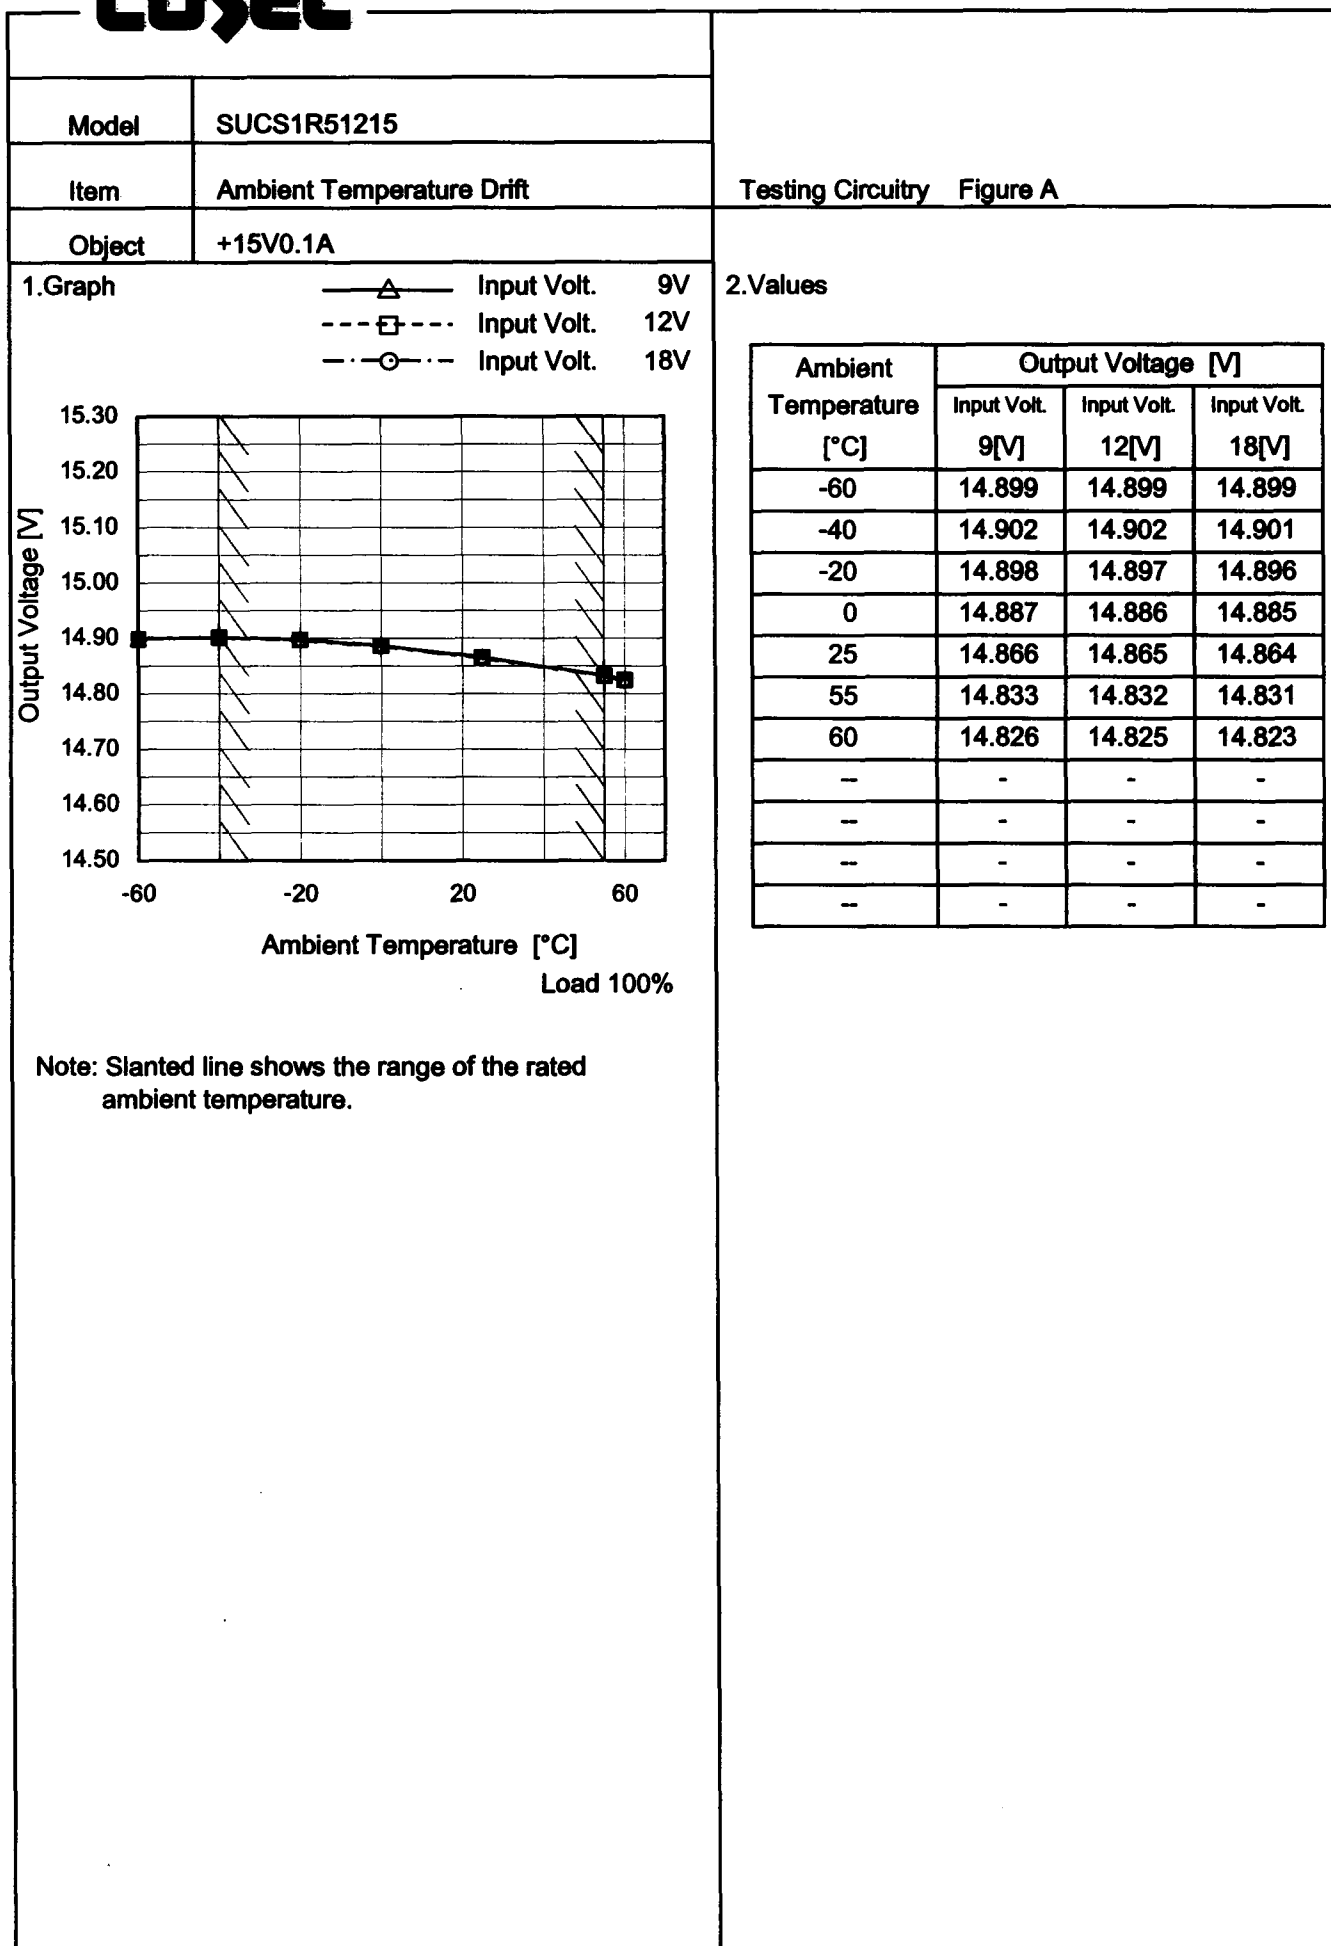 COSEL
Model SUCS1R51215
Item Ambient Temperature Drift Testing Circuitry Figure A
Object +15V0.1A
1.Graph
Input Volt. 9V
Input Volt. 12V
Input Volt. 18V
15.30
15.20
15.10
15.00
14.90
14.80
14.70
14.60
14.50
Output Voltage [V]
-60 -20 20 60
Ambient Temperature [°C]
Load 100%
Note: Slanted line shows the range of the rated
ambient temperature.
2.Values
Ambient Output Voltage [V]
Temperature Input Volt. Input Volt. Input Volt.
[°C] 9[V] 12[V] 18[V]
-60 14.899 14.899 14.899
-40 14.902 14.902 14.901
-20 14.898 14.897 14.896
0 14.887 14.886 14.885
25 14.866 14.865 14.864
55 14.833 14.832 14.831
60 14.826 14.825 14.823
-- - - -
-- - - -
-- - - -
-- - - -